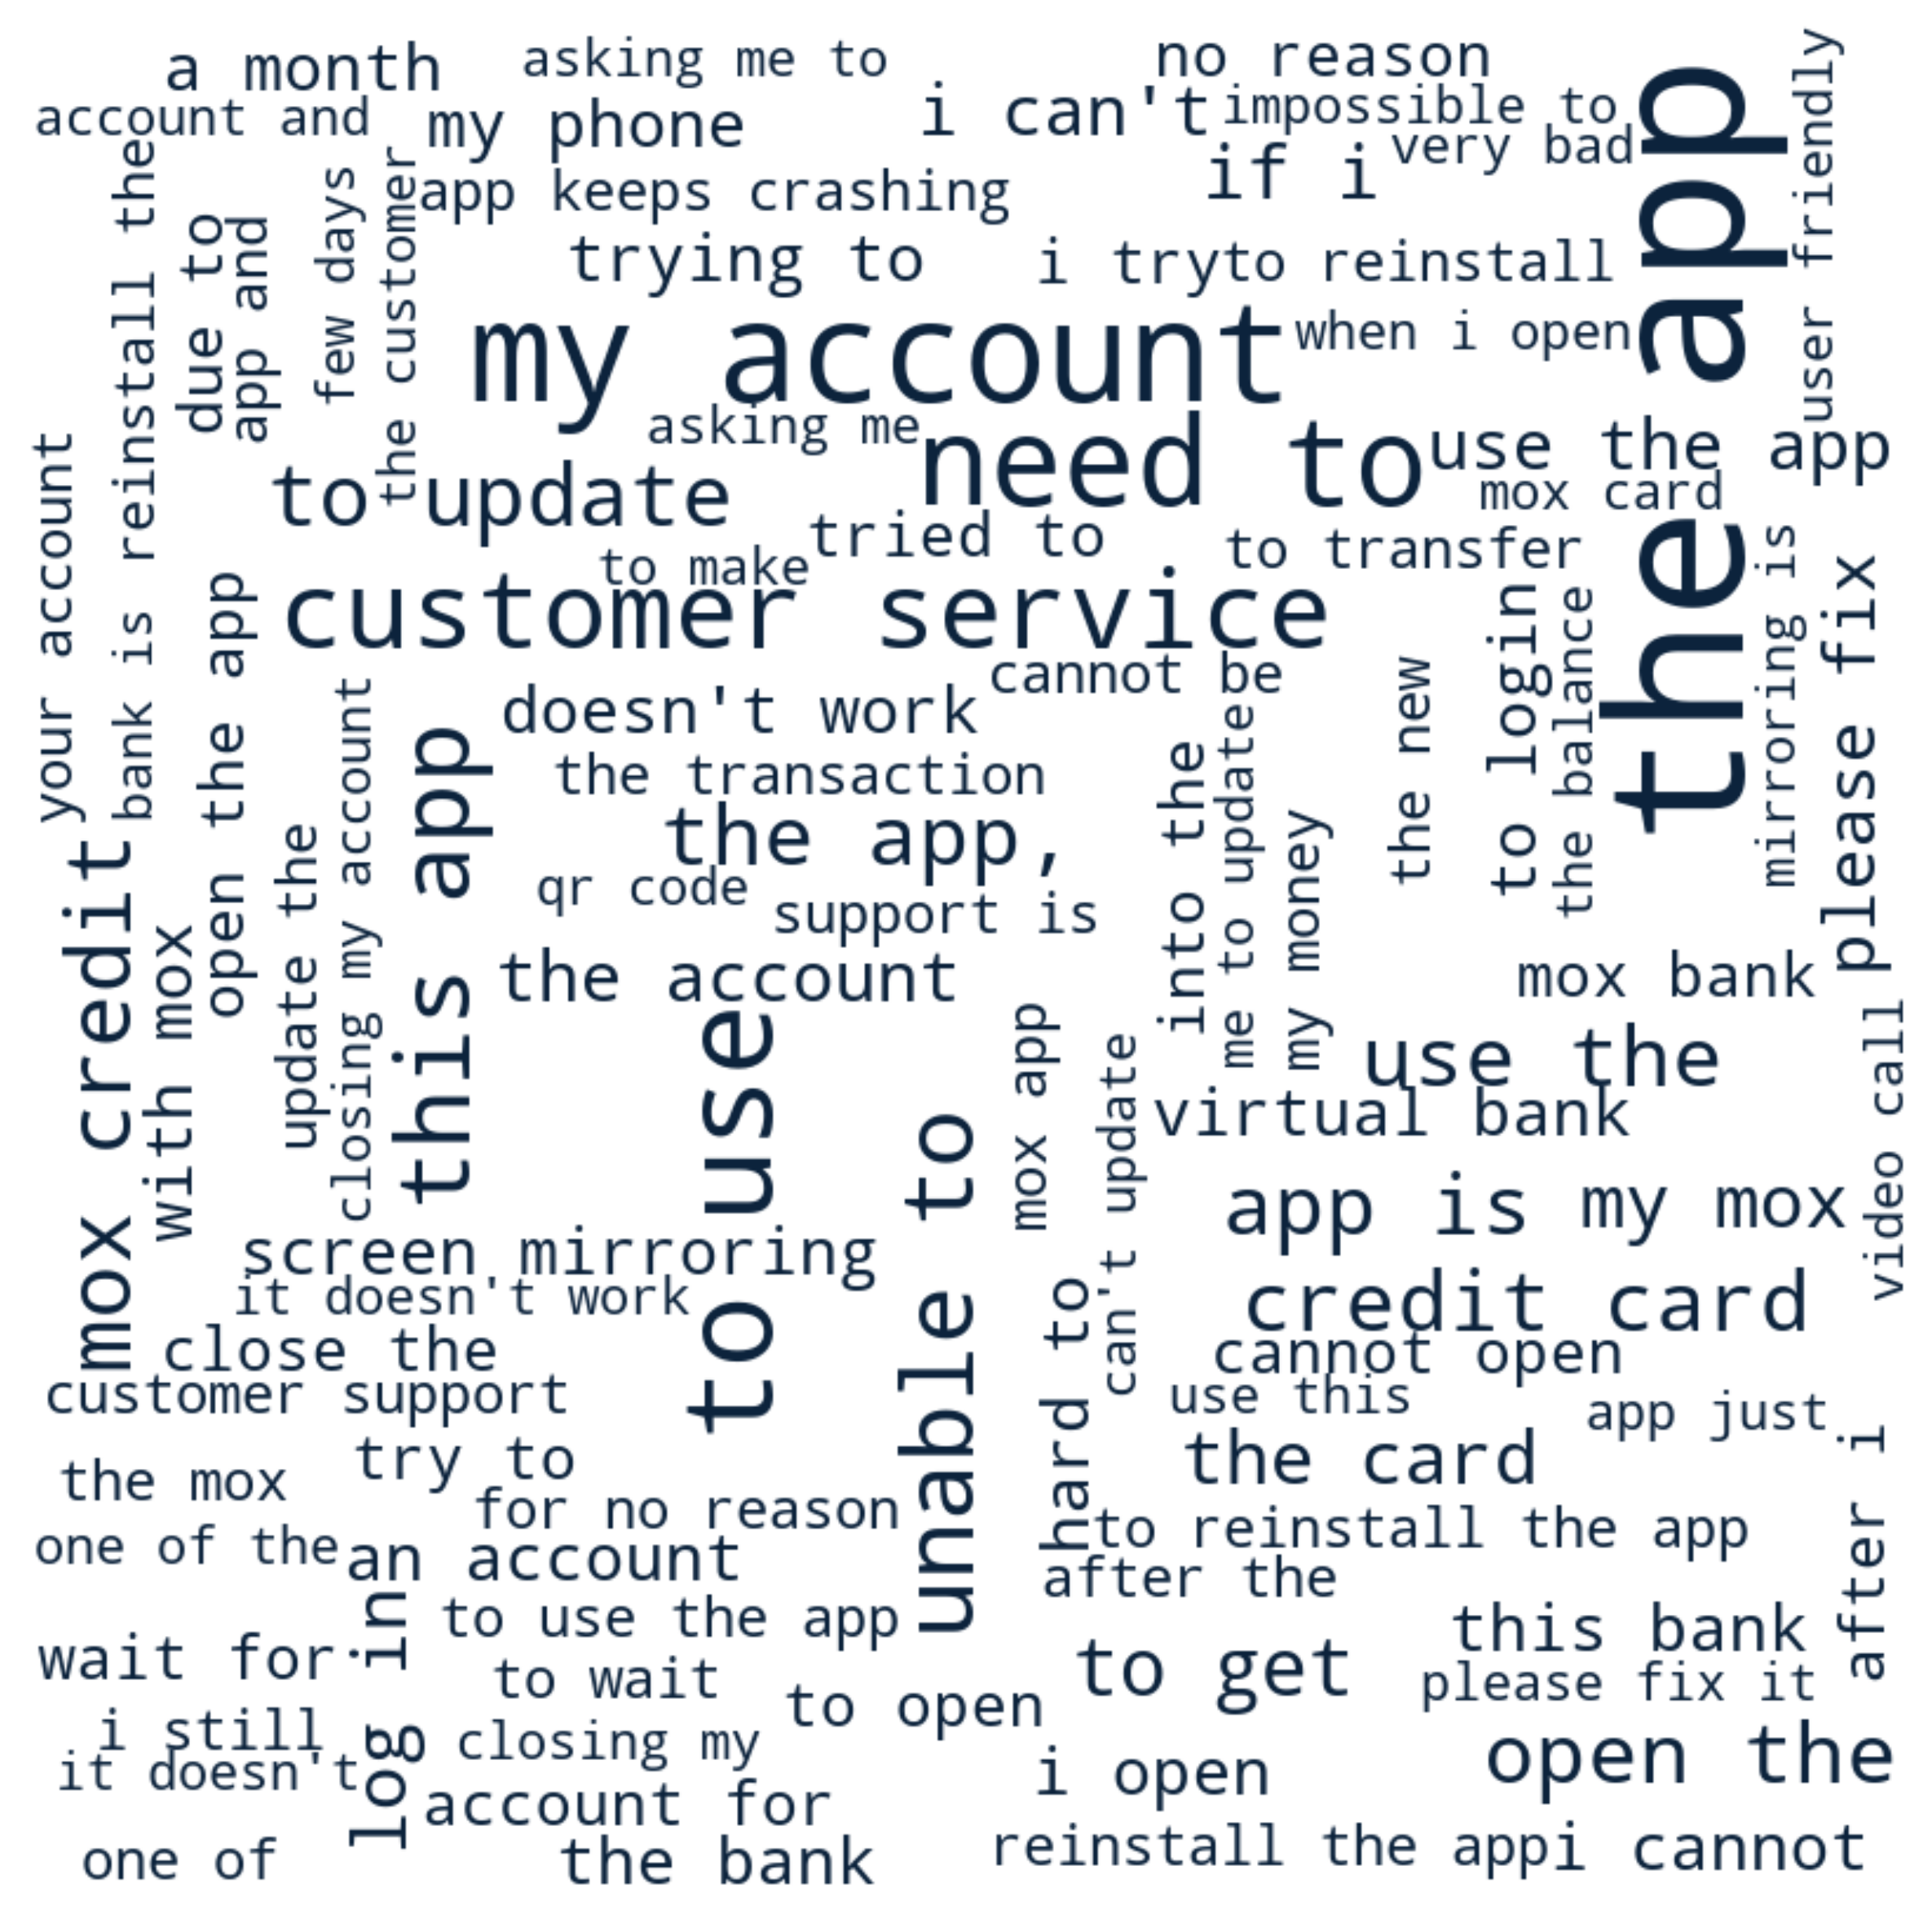 a month
asking me to
no reason
account and
my phone
i can't
impossible to
very bad
if i
the app
user friendly
app keeps crashing
bank is reinstall the
due to
app and
few days
the customer
trying to
i try
to reinstall
my account
when i open
asking me
need to
use the app
your account
to update
mox card
tried to
to transfer
to make
customer service
mirroring is
please fix
open the app
cannot be
the new
to login
the balance
closing my account
doesn't work
this app
the transaction
into the
me to update
my money
the app,
mox credit
update the
qr code
support is
with mox
the account
mox bank
to use
mox app
can't update
use the
video call
virtual bank
unable to
app is
my mox
screen mirroring
it doesn't work
hard to
credit card
close the
cannot open
customer support
use this
app just
try to
the card
the mox
for no reason
after i
one of the
an account
to reinstall the app
after the
log in
to use the app
this bank
wait for
to wait
to get
please fix it
to open
i still
closing my
open the
it doesn't
i open
account for
one of
the bank
reinstall the app
i cannot